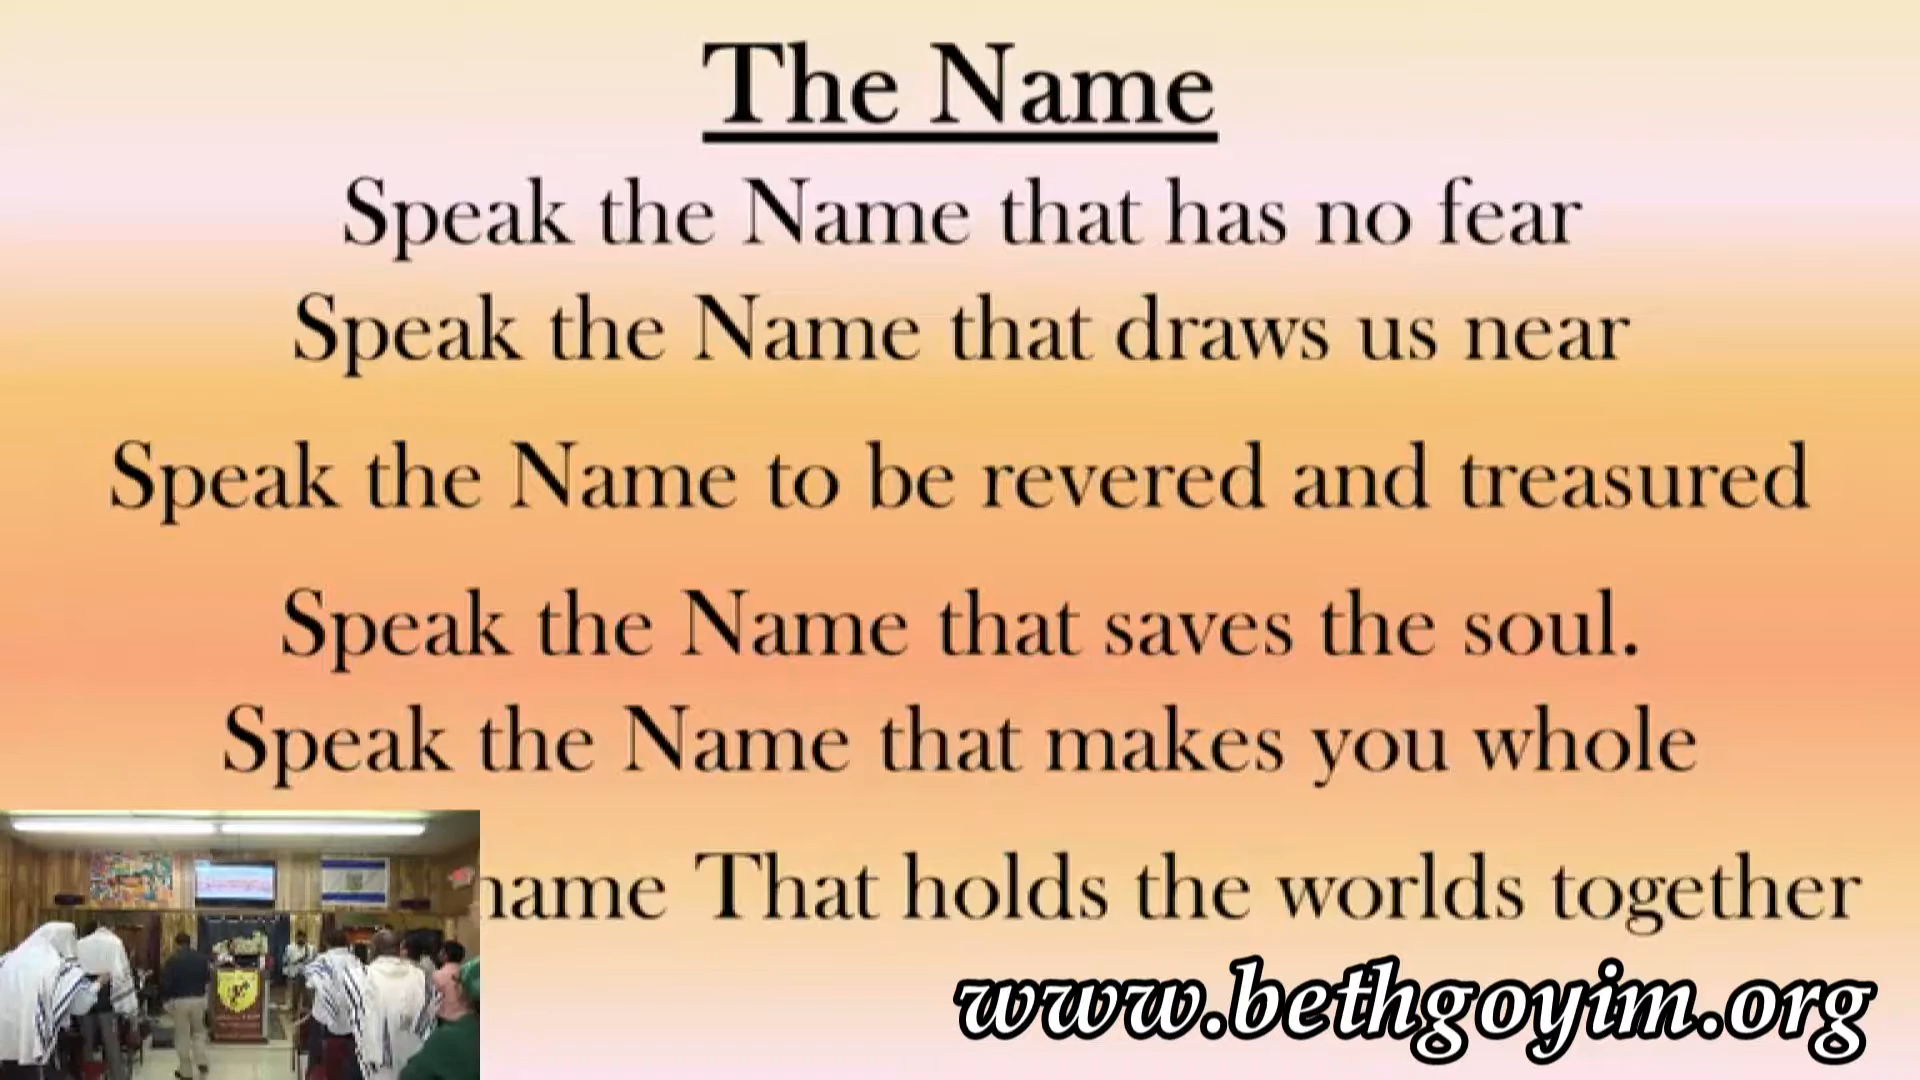 The Name
Speak the Name that has no fear
Speak the Name that draws us near
Speak the Name to be revered and treasured
Speak the Name that saves the soul.
Speak the Name that makes you whole
name That holds the worlds together
www.bethgoyim.org